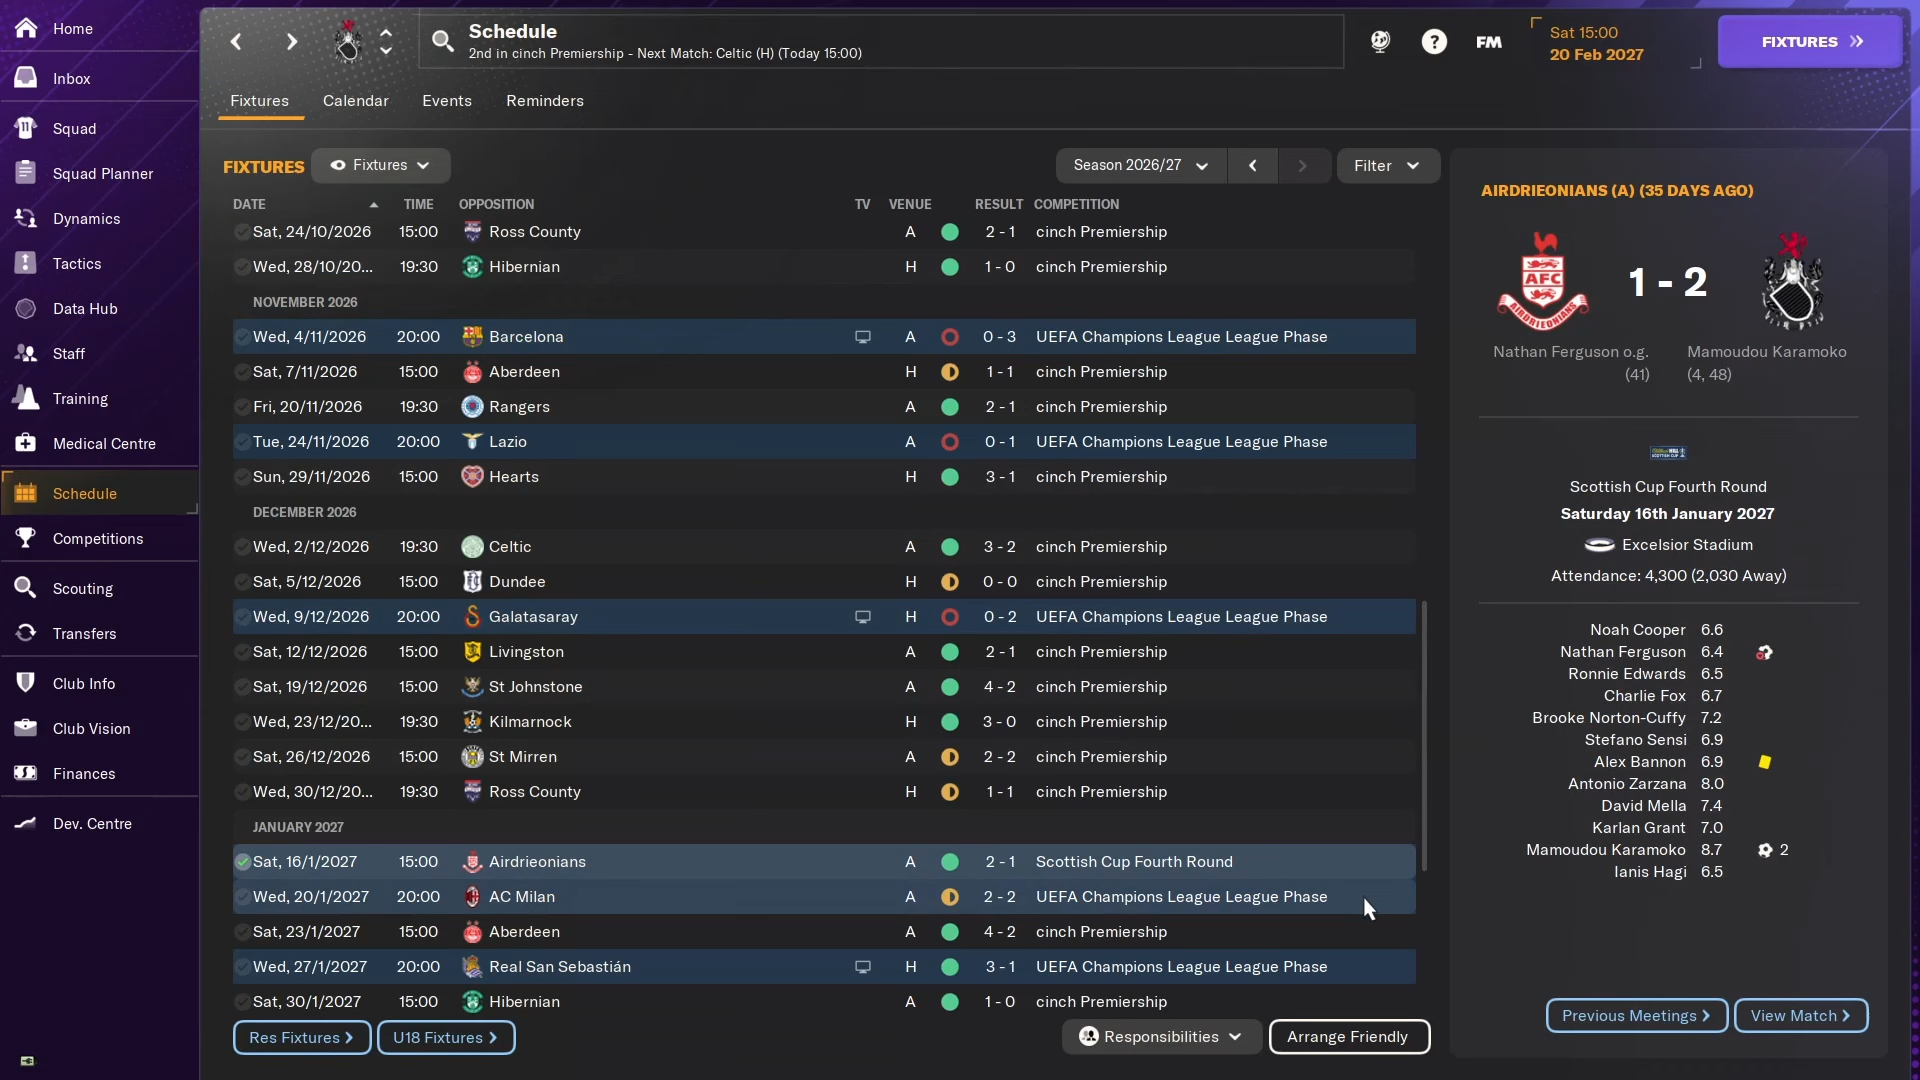 Home
Inbox
Squad
Squad Planner
Dynamics
Tactics
Data Hub
Staff
Training
Medical Centre
Schedule
Competitions
Scouting
Transfers
Club Info
Club Vision
Finances
Dev. Centre
Schedule
2nd in cinch Premiership - Next Match: Celtic (H) (Today 15:00)
? FM
Sat 15:00
20 Feb 2027
FIXTURES
Fixtures Calendar Events Reminders
FIXTURES Fixtures Season 2026/27 Filter
DATE TIME OPPOSITION TV VENUE RESULT COMPETITION
Sat, 24/10/2026 15:00 Ross County A 2 - 1 cinch Premiership
Wed, 28/10/20... 19:30 Hibernian H 1 - 0 cinch Premiership
NOVEMBER 2026
Wed, 4/11/2026 20:00 Barcelona A 0 - 3 UEFA Champions League League Phase
Sat, 7/11/2026 15:00 Aberdeen H 1 - 1 cinch Premiership
Fri, 20/11/2026 19:30 Rangers A 2 - 1 cinch Premiership
Tue, 24/11/2026 20:00 Lazio A 0 - 1 UEFA Champions League League Phase
Sun, 29/11/2026 15:00 Hearts H 3 - 1 cinch Premiership
DECEMBER 2026
Wed, 2/12/2026 19:30 Celtic A 3 - 2 cinch Premiership
Sat, 5/12/2026 15:00 Dundee H 0 - 0 cinch Premiership
Wed, 9/12/2026 20:00 Galatasaray H 0 - 2 UEFA Champions League League Phase
Sat, 12/12/2026 15:00 Livingston A 2 - 1 cinch Premiership
Sat, 19/12/2026 15:00 St Johnstone A 4 - 2 cinch Premiership
Wed, 23/12/20... 19:30 Kilmarnock H 3 - 0 cinch Premiership
Sat, 26/12/2026 15:00 St Mirren A 2 - 2 cinch Premiership
Wed, 30/12/20... 19:30 Ross County H 1 - 1 cinch Premiership
JANUARY 2027
Sat, 16/1/2027 15:00 Airdrieonians A 2 - 1 Scottish Cup Fourth Round
Wed, 20/1/2027 20:00 AC Milan A 2 - 2 UEFA Champions League League Phase
Sat, 23/1/2027 15:00 Aberdeen A 4 - 2 cinch Premiership
Wed, 27/1/2027 20:00 Real San Sebastián H 3 - 1 UEFA Champions League League Phase
Sat, 30/1/2027 15:00 Hibernian A 1 - 0 cinch Premiership
Res Fixtures U18 Fixtures Responsibilities Arrange Friendly
AIRDRIEONIANS (A) (35 DAYS AGO)
AFC
AIRDRIEONIANS
1 - 2
Nathan Ferguson o.g.
(41)
Mamoudou Karamoko
(4, 48)
Scottish Cup Fourth Round
Saturday 16th January 2027
Excelsior Stadium
Attendance: 4,300 (2,030 Away)
Noah Cooper 6.6
Nathan Ferguson 6.4
Ronnie Edwards 6.5
Charlie Fox 6.7
Brooke Norton-Cuffy 7.2
Stefano Sensi 6.9
Alex Bannon 6.9
Antonio Zarzana 8.0
David Mella 7.4
Karlan Grant 7.0
Mamoudou Karamoko 8.7 2
Ianis Hagi 6.5
Previous Meetings View Match